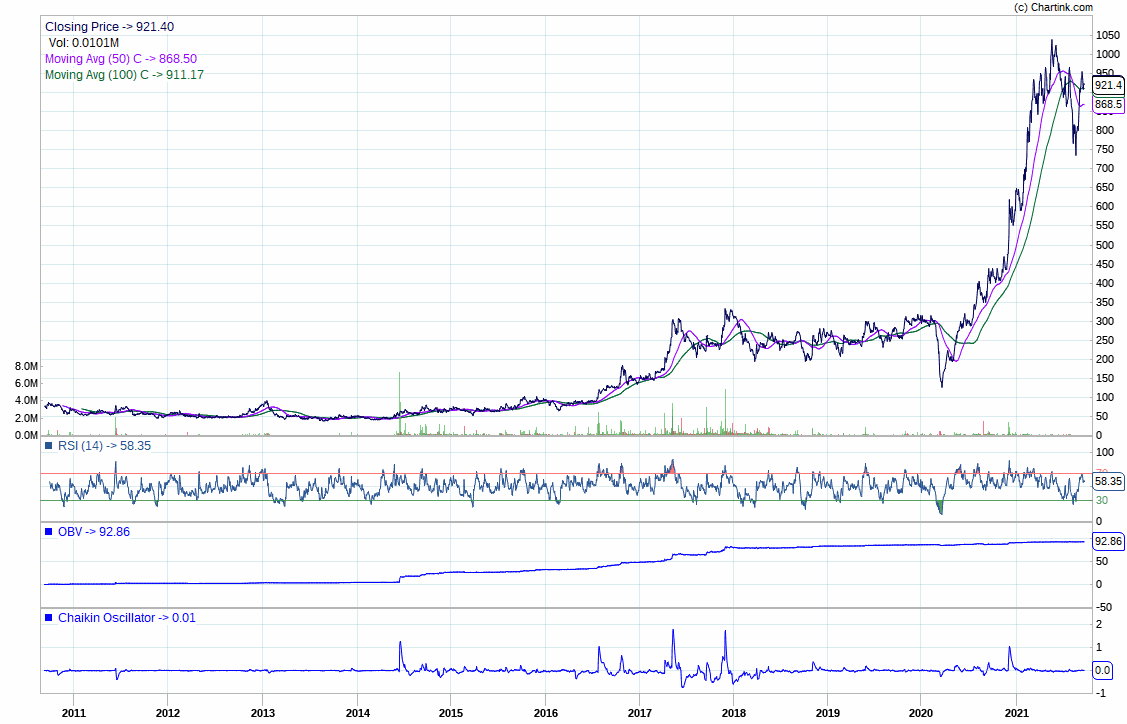 (c) Chartink.com
Closing Price -> 921.40
Vol: 0.0101M
Moving Avg (50) C -> 868.50
Moving Avg (100) C -> 911.17
1050
1000
950
921.4
868.5
800
750
700
650
600
550
500
450
400
350
300
250
200
150
100
50
0
8.0M
6.0M
4.0M
2.0M
0.0M
RSI (14) -> 58.35
100
70
58.35
30
0
OBV -> 92.86
92.86
50
0
-50
Chaikin Oscillator -> 0.01
2
1
0.0
-1
2011 2012 2013 2014 2015 2016 2017 2018 2019 2020 2021